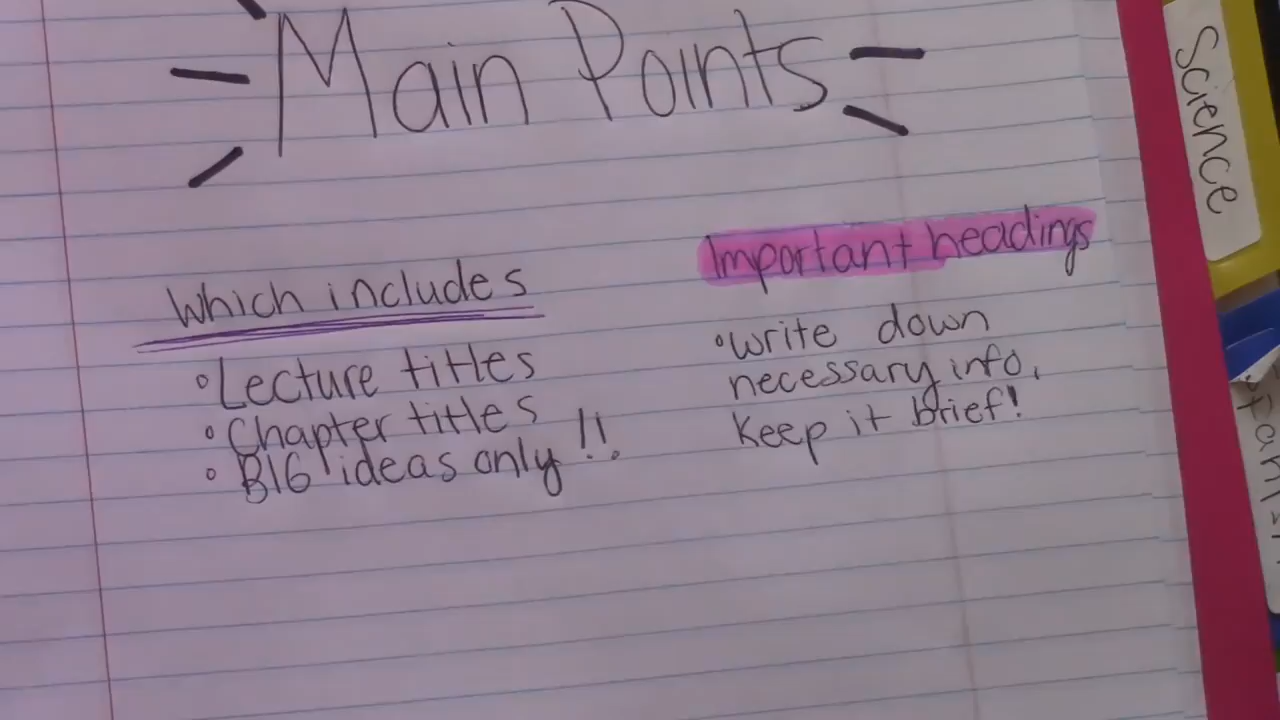 Main Points
Which includes
°Lecture titles
°Chapter titles
°BIG ideas only!!
Important headings
°write down
necessary info,
keep it brief!
Science